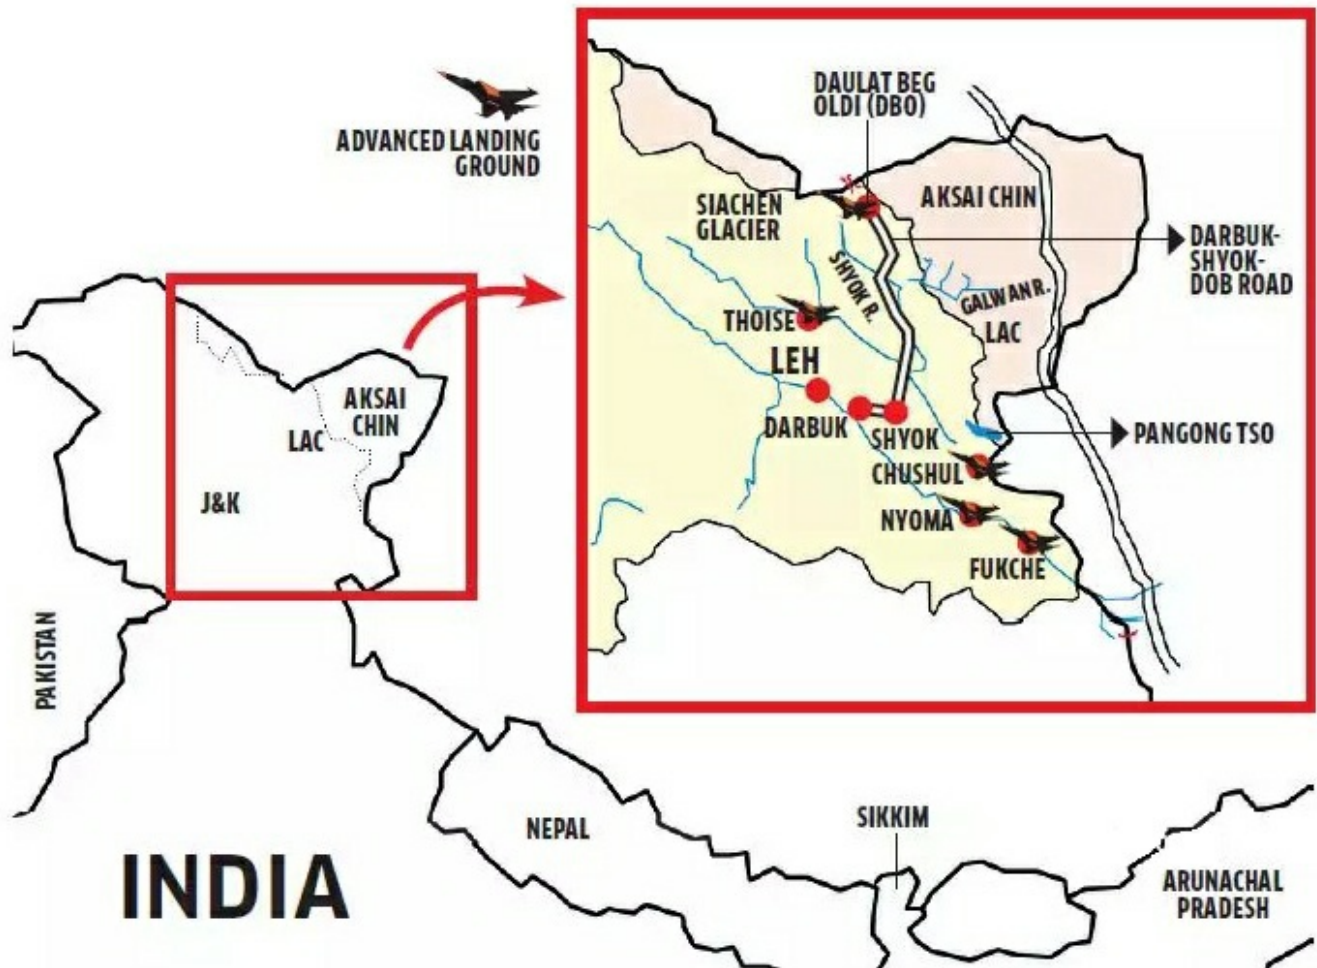 ADVANCED LANDING
GROUND
DAULAT BEG
OLDI (DBO)
AKSAI CHIN
SIACHEN
GLACIER
SHYOK R.
DARBUK-
SHYOK-
DOB ROAD
GALWAN R.
LAC
THOISE
LEH
DARBUK
SHYOK
PANGONG TSO
CHUSHUL
NYOMA
FUKCHE
AKSAI
CHIN
LAC
J&K
PAKISTAN
NEPAL
SIKKIM
INDIA
ARUNACHAL
PRADESH